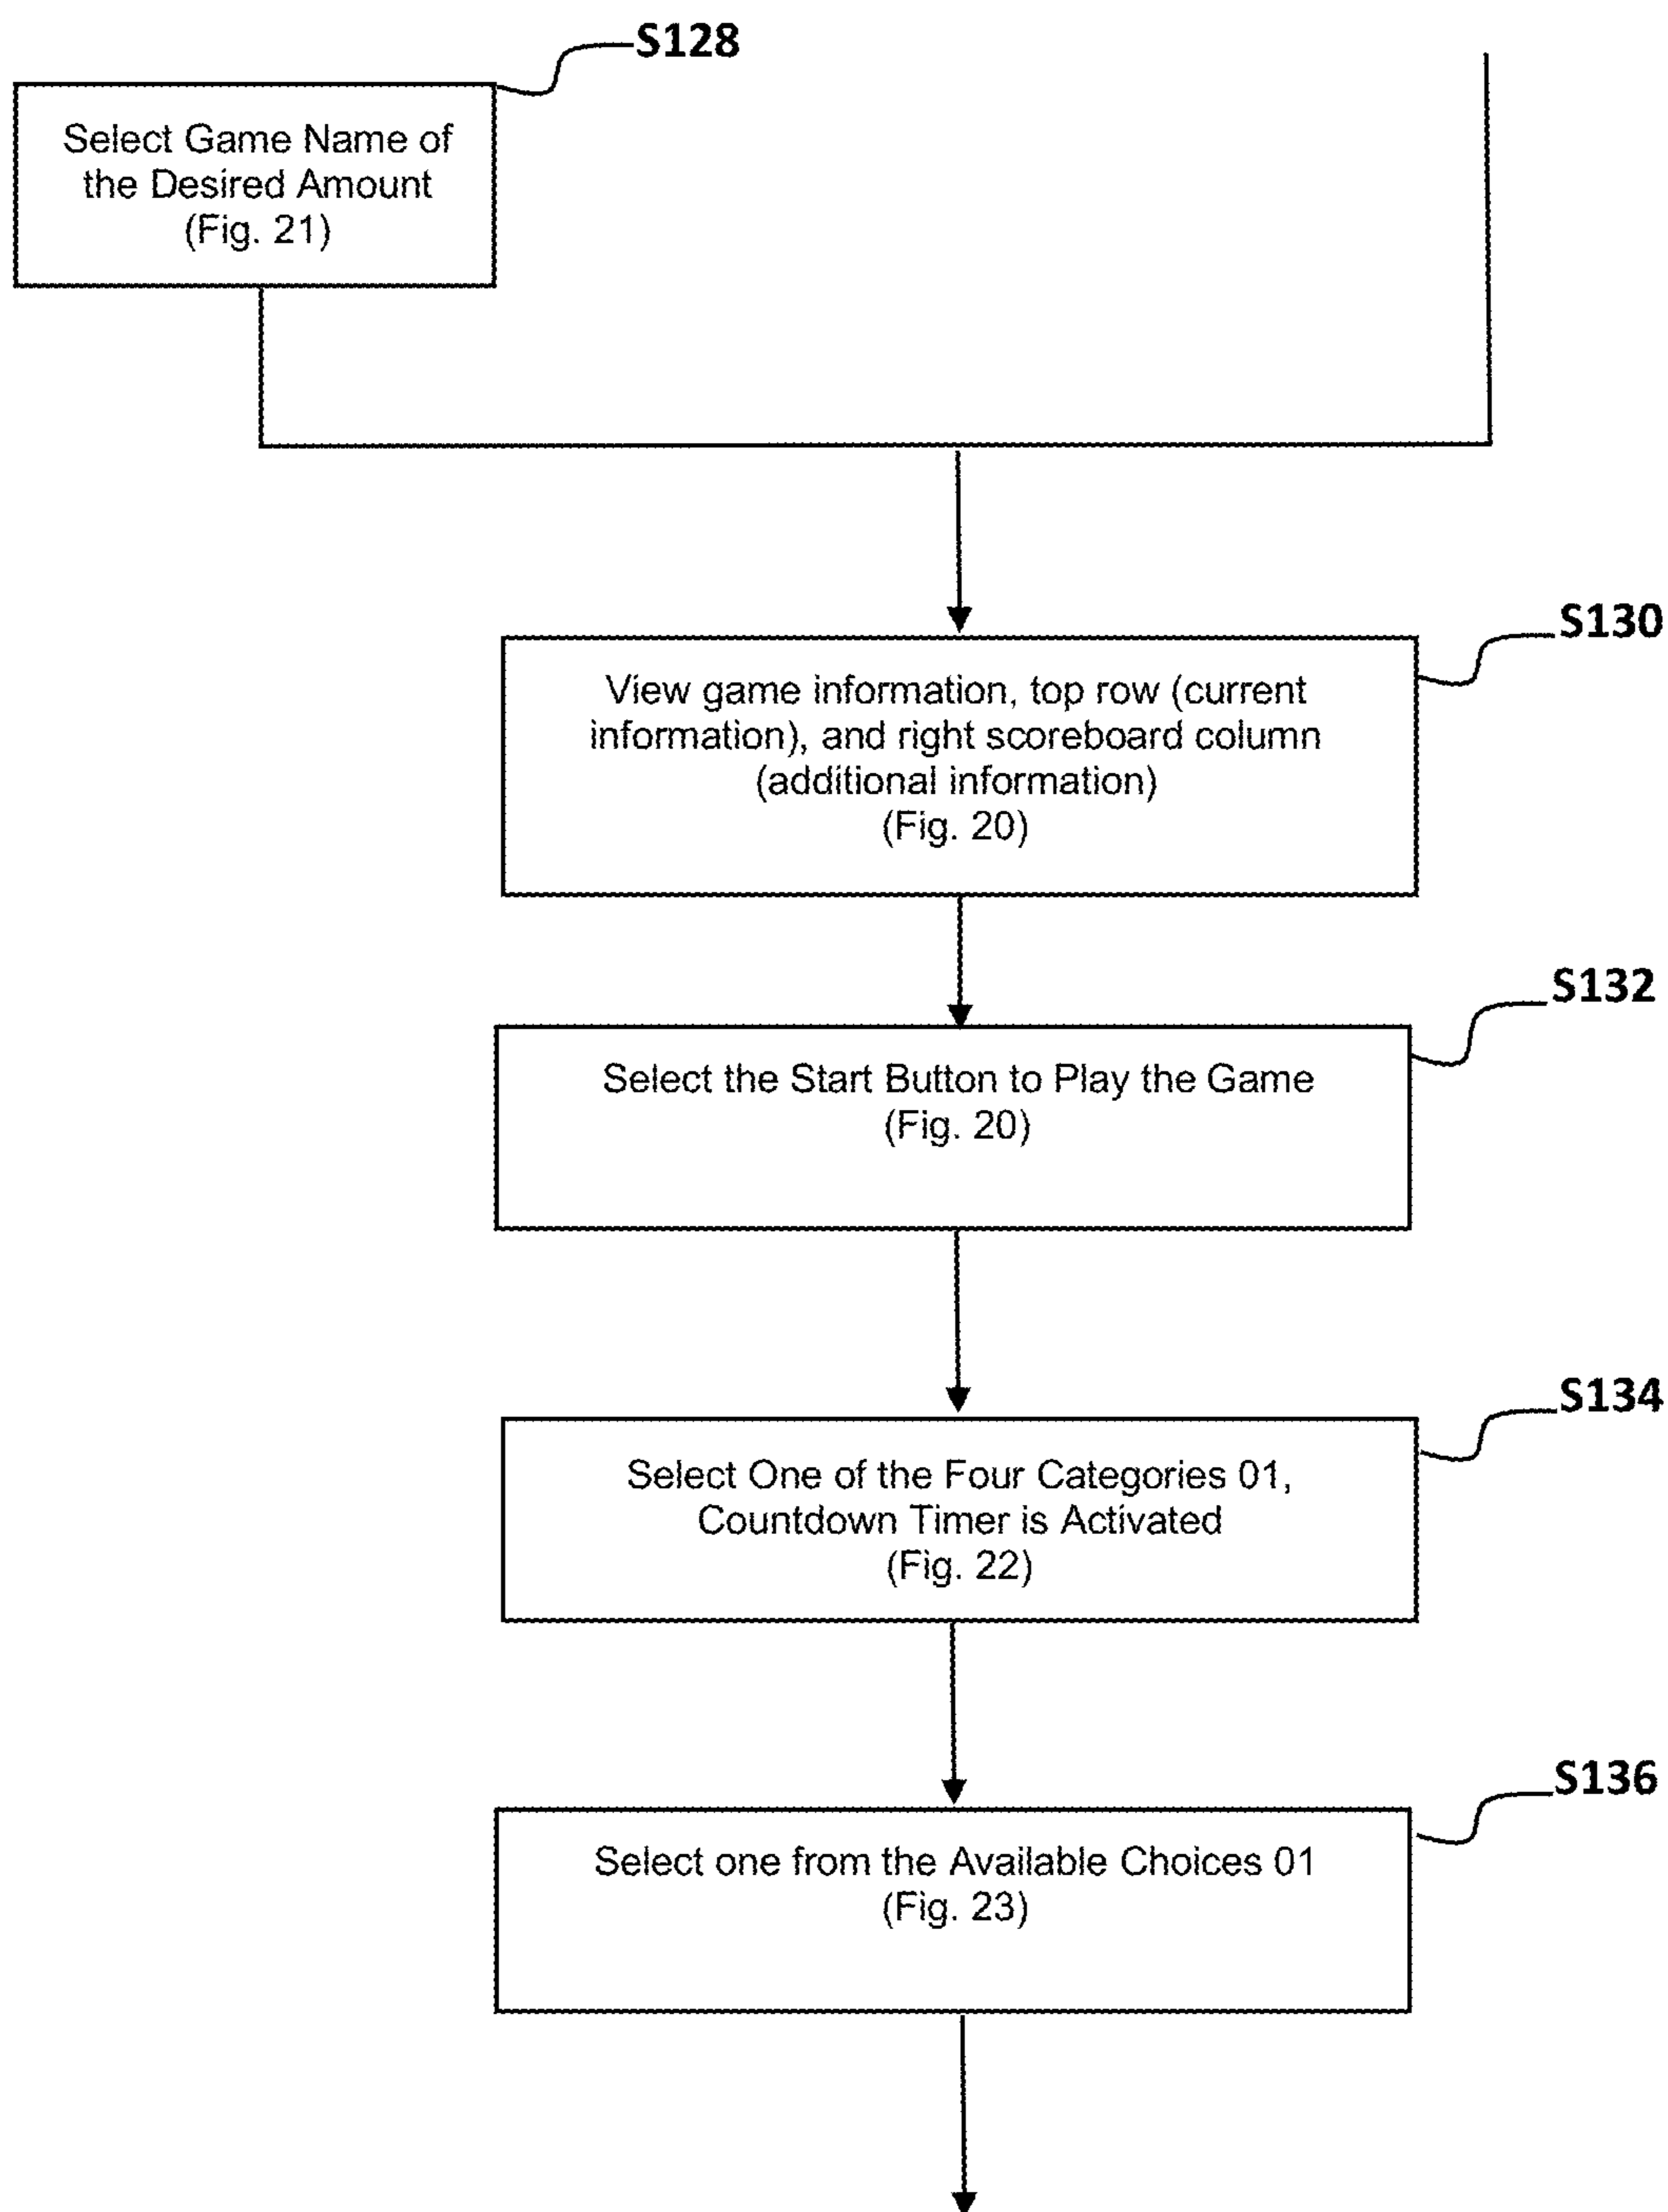 S128
Select Game Name of
the Desired Amount
(Fig. 21)
S130
View game information, top row (current
information), and right scoreboard column
(additional information)
(Fig. 20)
S132
Select the Start Button to Play the Game
(Fig. 20)
S134
Select One of the Four Categories 01,
Countdown Timer is Activated
(Fig. 22)
S136
Select one from the Available Choices 01
(Fig. 23)